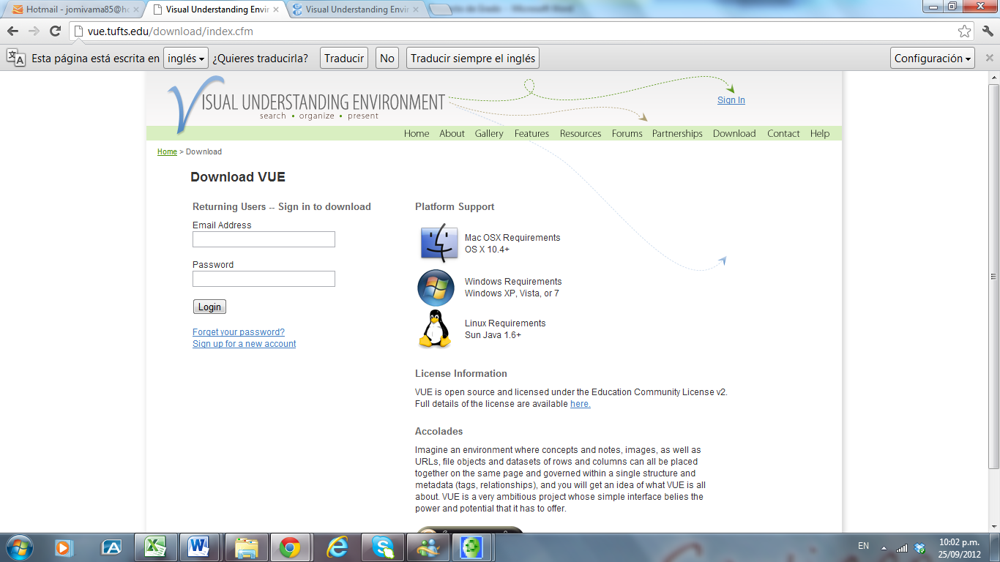 Hotmail - jomivama85@ho
Visual Understanding Envir
Visual Understanding Envir
Microsoft Word
vue.tufts.edu/download/index.cfm
Esta página está escrita en inglés ¿Quieres traducirla? Traducir No Traducir siempre el inglés Configuración
VISUAL UNDERSTANDING ENVIRONMENT
search • organize • present
Sign In
Home About Gallery Features Resources Forums Partnerships Download Contact Help
Home > Download
Download VUE
Returning Users -- Sign in to download
Email Address
Password
Login
Forget your password?
Sign up for a new account
Platform Support
Mac OSX Requirements
OS X 10.4+
Windows Requirements
Windows XP, Vista, or 7
Linux Requirements
Sun Java 1.6+
License Information
VUE is open source and licensed under the Education Community License v2.
Full details of the license are available here.
Accolades
Imagine an environment where concepts and notes, images, as well as
URLs, file objects and datasets of rows and columns can all be placed
together on the same page and governed within a single structure and
metadata (tags, relationships), and you will get an idea of what VUE is all
about. VUE is a very ambitious project whose simple interface belies the
power and potential that it has to offer.
EN
10:02 p.m.
25/09/2012